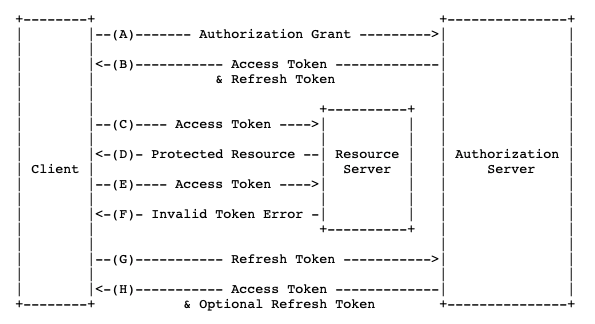 +--------+                                           +---------------+
|        |--(A)------- Authorization Grant --------->|               |
|        |                                           |               |
|        |<-(B)----------- Access Token -------------|               |
|        |               & Refresh Token             |               |
|        |                                           |               |
|        |                            +----------+   |               |
|        |--(C)---- Access Token ---->|          |   |               |
|        |                            |          |   |               |
|        |<-(D)- Protected Resource --| Resource |   | Authorization |
| Client |                            |  Server  |   |     Server    |
|        |--(E)---- Access Token ---->|          |   |               |
|        |                            |          |   |               |
|        |<-(F)- Invalid Token Error -|          |   |               |
|        |                            +----------+   |               |
|        |                                           |               |
|        |--(G)----------- Refresh Token ----------->|               |
|        |                                           |               |
|        |<-(H)----------- Access Token -------------|               |
+--------+           & Optional Refresh Token        +---------------+